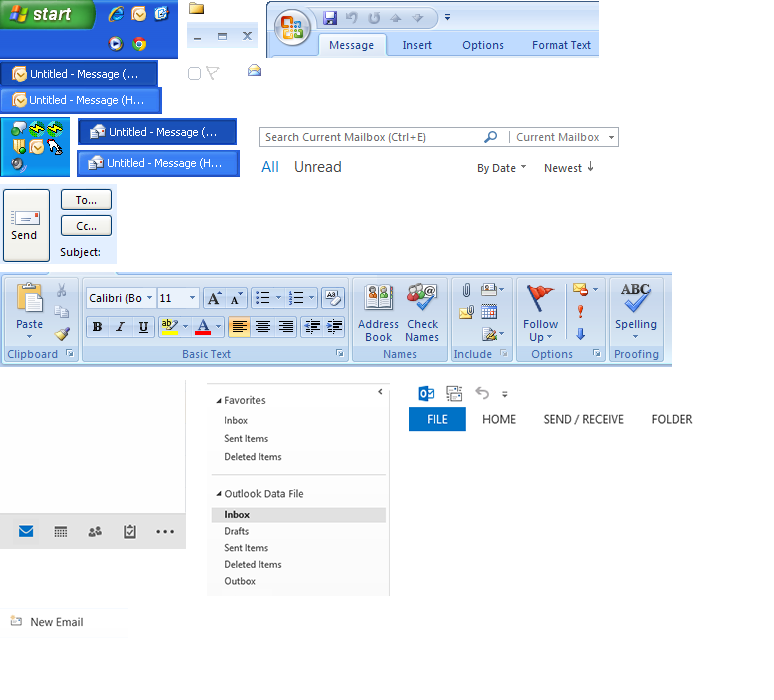 start
Message Insert Options Format Text
Untitled - Message (...
Untitled - Message (H...
Untitled - Message (...
Untitled - Message (H...
Search Current Mailbox (Ctrl+E) Current Mailbox
All Unread By Date Newest
To...
Cc...
Send
Subject:
Calibri (Bo 11
Paste
B I U ab A
ABC
Address Book
Check Names
Follow Up
Spelling
Clipboard Basic Text Names Include Options Proofing
Favorites
Inbox
Sent Items
Deleted Items
Outlook Data File
Inbox
Drafts
Sent Items
Deleted Items
Outbox
FILE HOME SEND / RECEIVE FOLDER
New Email